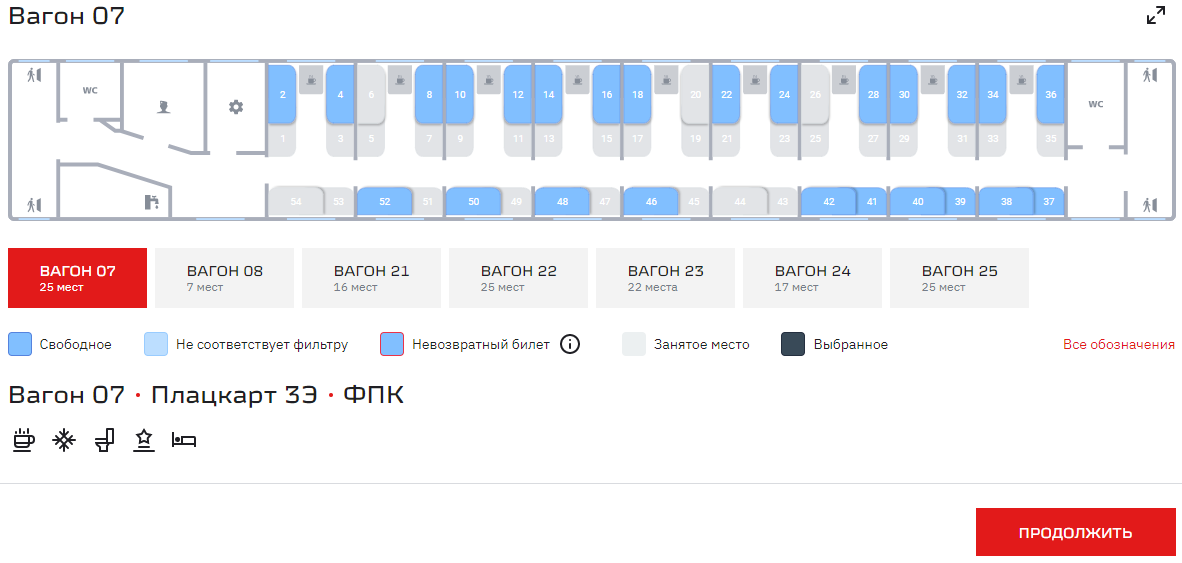 Вагон 07
WC
2 4 6 8 10 12 14 16 18 20 22 24 26 28 30 32 34 36
WC
1 3 5 7 9 11 13 15 17 19 21 23 25 27 29 31 33 35
54 53 52 51 50 49 48 47 46 45 44 43 42 41 40 39 38 37
ВАГОН 07
25 мест
ВАГОН 08
7 мест
ВАГОН 21
16 мест
ВАГОН 22
25 мест
ВАГОН 23
22 места
ВАГОН 24
17 мест
ВАГОН 25
25 мест
Свободное
Не соответствует фильтру
Невозвратный билет
Занятое место
Выбранное
Все обозначения
Вагон 07 • Плацкарт 3Э • ФПК
ПРОДОЛЖИТЬ